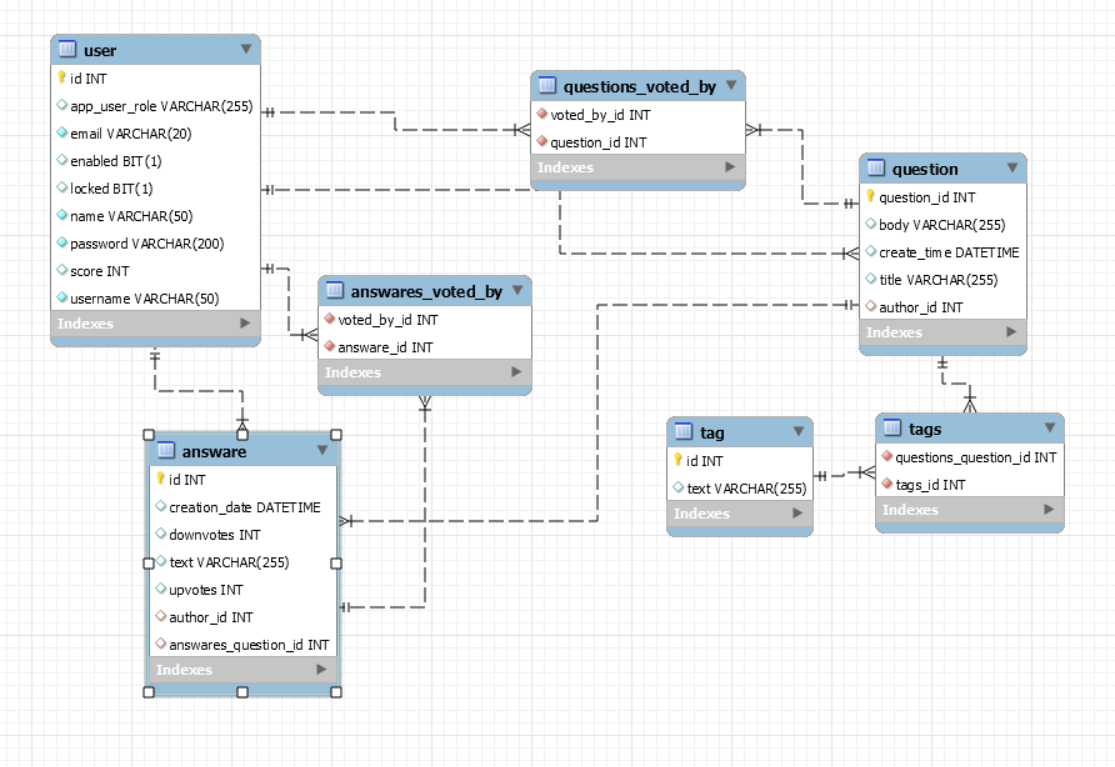 user
id INT
app_user_role VARCHAR(255)
email VARCHAR(20)
enabled BIT(1)
locked BIT(1)
name VARCHAR(50)
password VARCHAR(200)
score INT
username VARCHAR(50)
Indexes
questions_voted_by
voted_by_id INT
question_id INT
Indexes
question
question_id INT
body VARCHAR(255)
create_time DATETIME
title VARCHAR(255)
author_id INT
Indexes
answares_voted_by
voted_by_id INT
answare_id INT
Indexes
answare
id INT
creation_date DATETIME
downvotes INT
text VARCHAR(255)
upvotes INT
author_id INT
answares_question_id INT
Indexes
tag
id INT
text VARCHAR(255)
Indexes
tags
questions_question_id INT
tags_id INT
Indexes